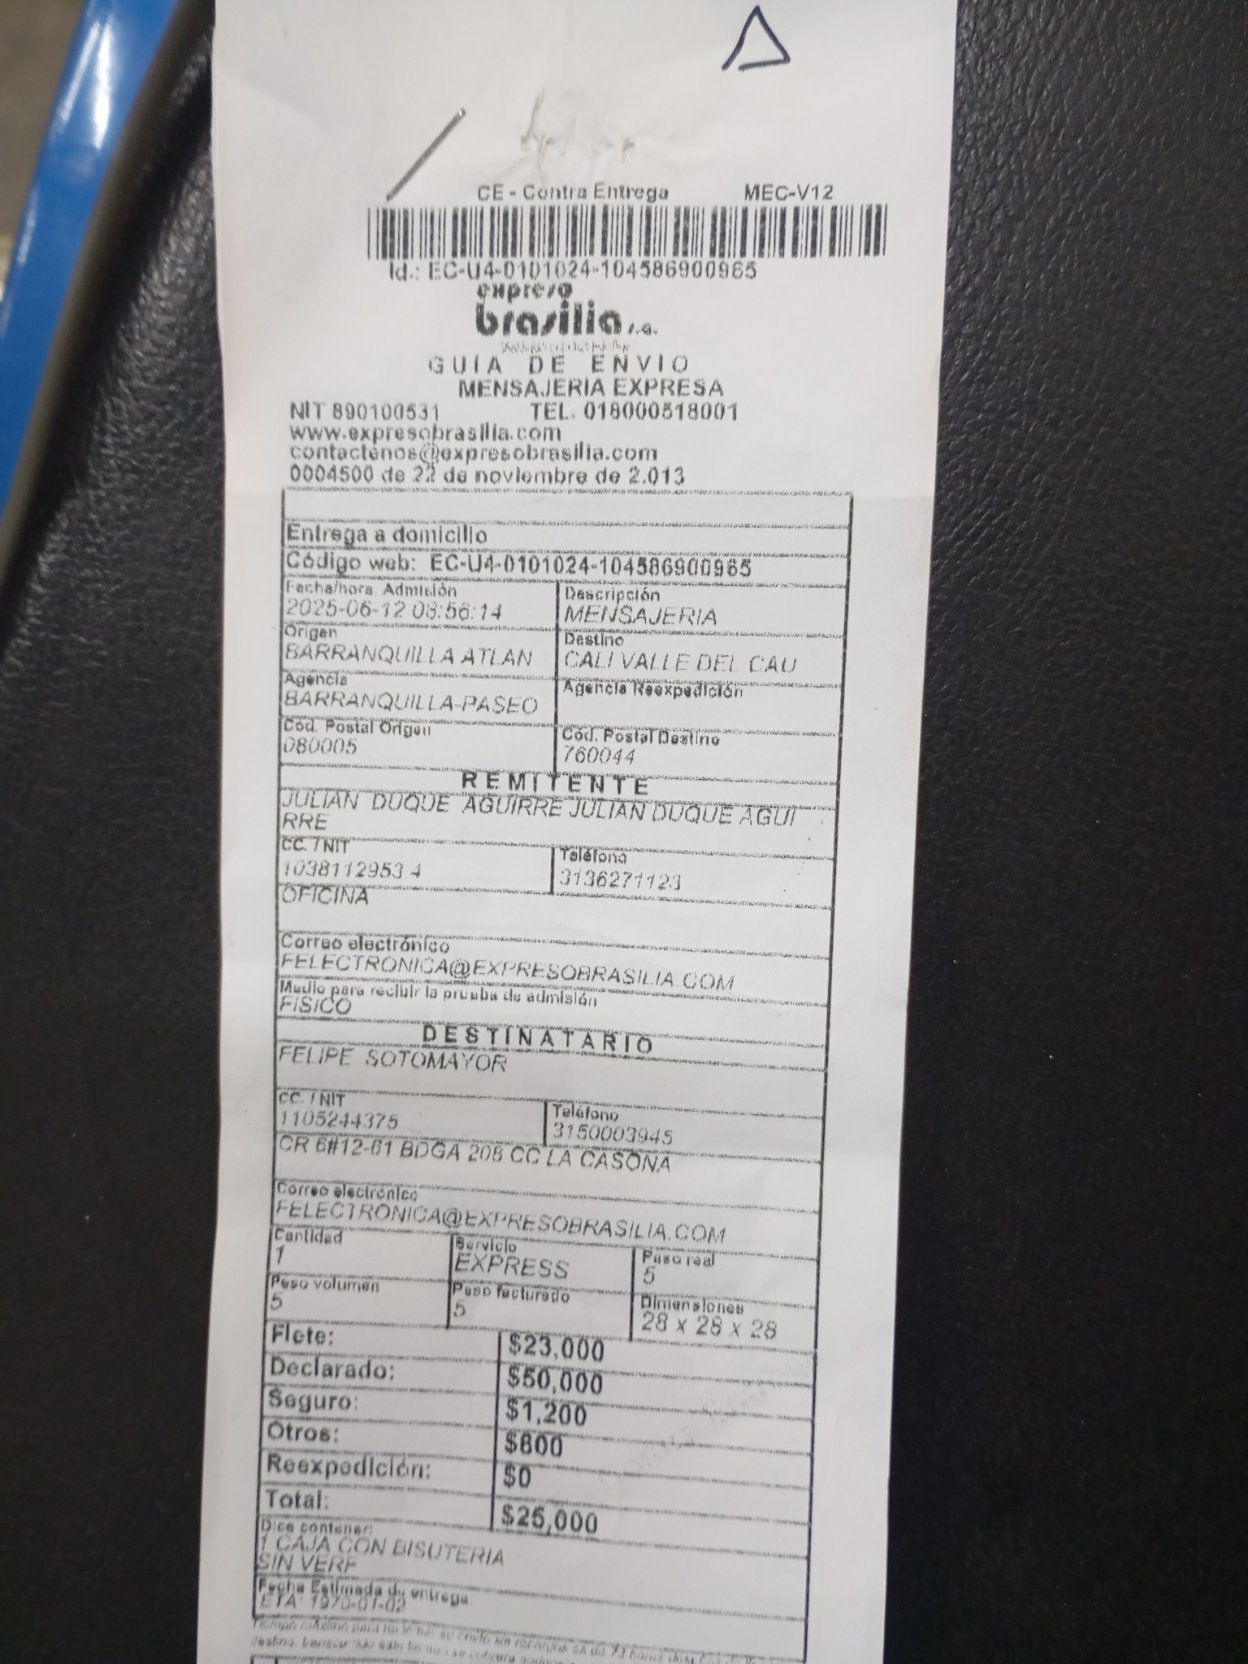 CE - Contra Entrega MEC-V12
Id.: EC-U4-0101024-104586900965
expreso
brasilia s.a.
GUIA DE ENVIO
MENSAJERIA EXPRESA
NIT 890100531 TEL. 018000518001
www.expresobrasilia.com
contactenos@expresobrasilia.com
0004500 de 22 de noviembre de 2.013
Entrega a domicilio
Código web: EC-U4-0101024-104586900965
Fecha/hora Admisión Descripción
2025-06-12 08:56:14 MENSAJERIA
Origen Destino
BARRANQUILLA ATLAN CALI VALLE DEL CAU
Agencia Agencia Reexpedición
BARRANQUILLA-PASEO
Cód. Postal Origen Cód. Postal Destino
080005 760044
REMITENTE
JULIAN DUQUE AGUIRRE JULIAN DUQUE AGUI
RRE
CC. / NIT Teléfono
1038112953 4 3136271123
OFICINA
Correo electrónico
FELECTRONICA@EXPRESOBRASILIA.COM
Medio para recibir la prueba de admisión
FISICO
DESTINATARIO
FELIPE SOTOMAYOR
CC. / NIT Teléfono
1105244375 3150003945
CR 6#12-61 BDGA 208 CC LA CASONA
Correo electrónico
FELECTRONICA@EXPRESOBRASILIA.COM
Cantidad Servicio Peso real
1 EXPRESS 5
Peso volumen Peso facturado Dimensiones
5 5 28 x 28 x 28
Flete: $23,000
Declarado: $50,000
Seguro: $1,200
Otros: $800
Reexpedición: $0
Total: $25,000
Dice contener:
1 CAJA CON BISUTERIA
SIN VERF
Fecha Estimada de entrega
ETA: 1970-01-02
Tiempo máximo para